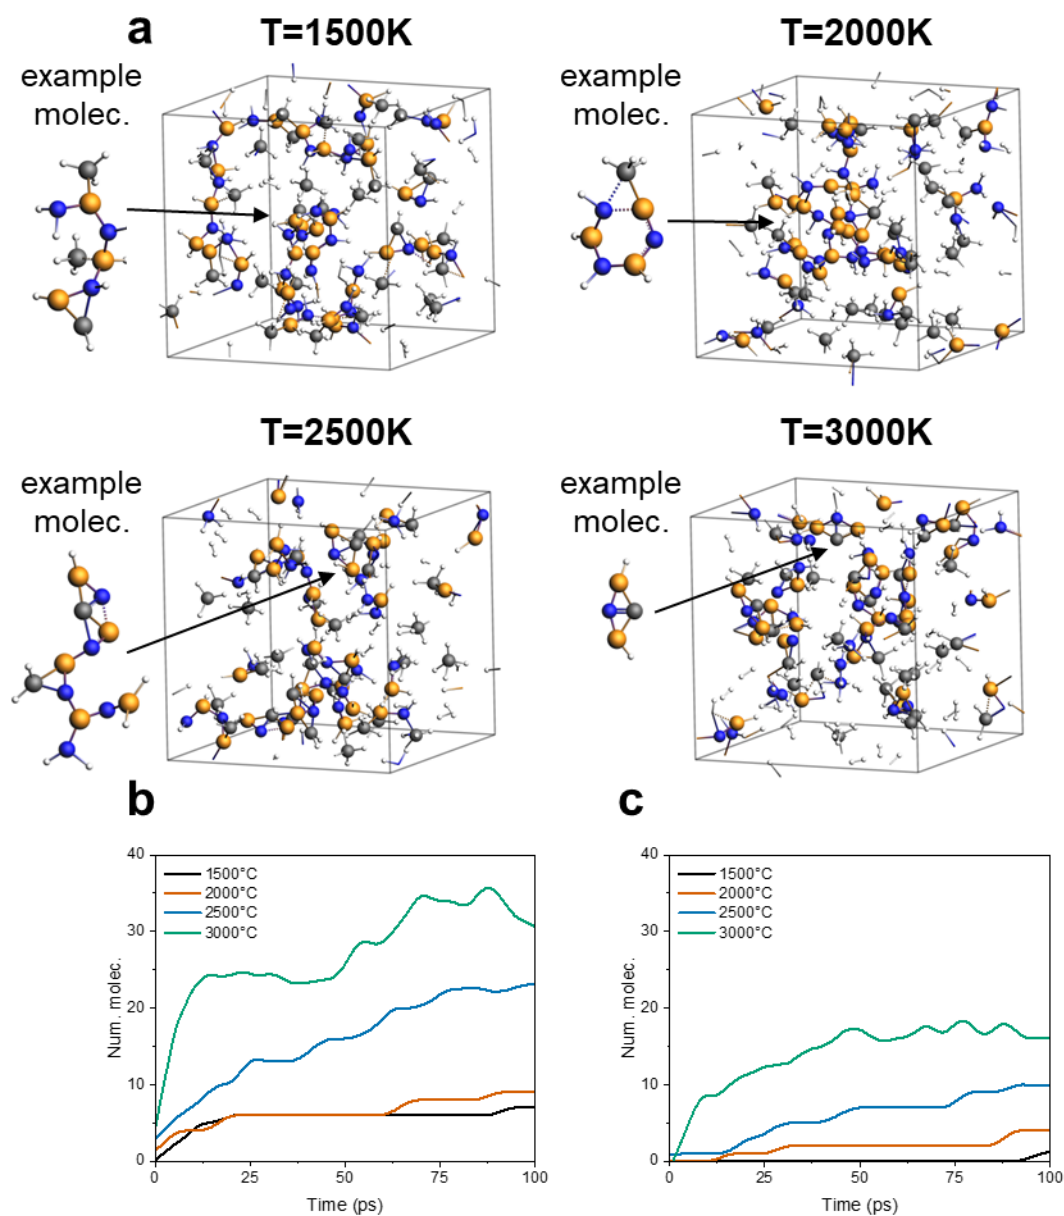 a
T=1500K
example
molec.
T=2000K
example
molec.
T=2500K
example
molec.
T=3000K
example
molec.
b
40
30
20
10
0
Num. molec.
1500°C
2000°C
2500°C
3000°C
0
25
50
75
100
Time (ps)
c
40
30
20
10
0
Num. molec.
1500°C
2000°C
2500°C
3000°C
0
25
50
75
100
Time (ps)